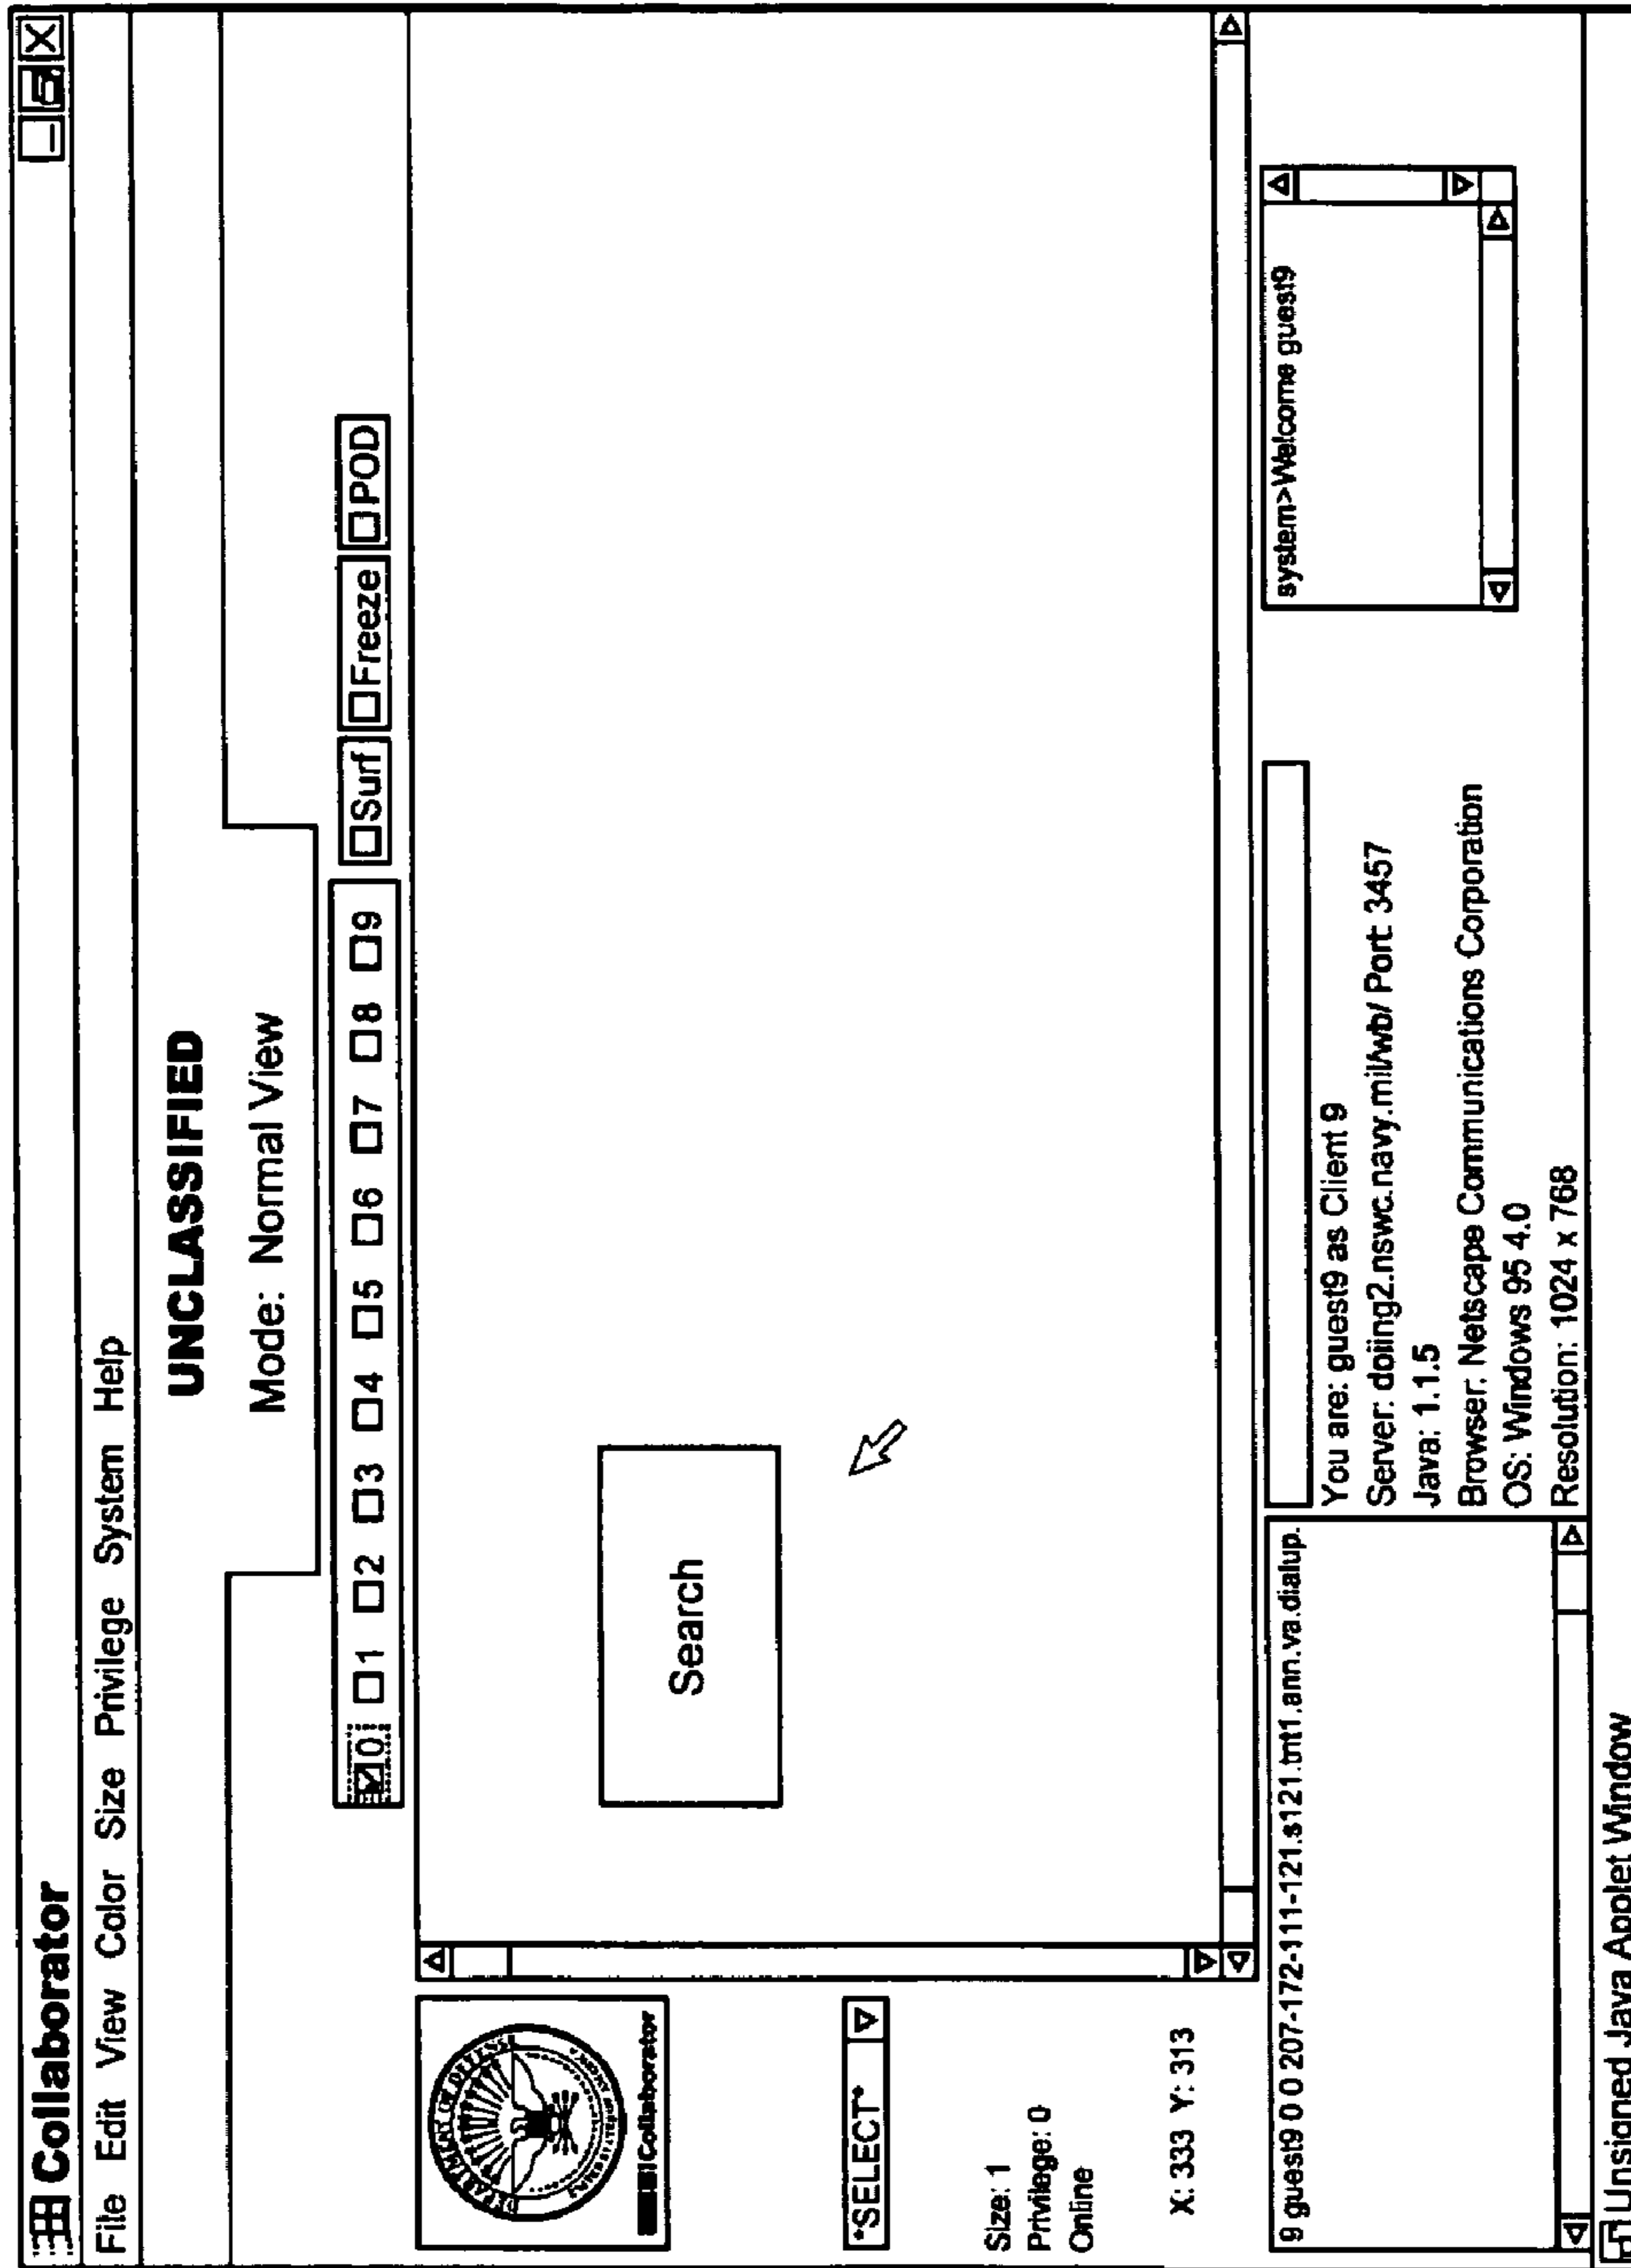 Collaborator
File Edit View Color Size Privilege System Help
UNCLASSIFIED
Mode: Normal View
0 1 2 3 4 5 6 7 8 9 Surf Freeze POD
DEPARTMENT OF DEFENSE
Collaborator
*SELECT*
Size: 1
Privilege: 0
Online
X: 333 Y: 313
Search
9 guest9 0 0 207-172-111-121.s121.tnt1.ann.va.dialup.
You are: guest9 as Client 9
Server: doiing2.nswc.navy.mil/wb/ Port: 3457
Java: 1.1.5
Browser: Netscape Communications Corporation
OS: Windows 95 4.0
Resolution: 1024 x 768
system>Welcome guest9
Unsigned Java Applet Window